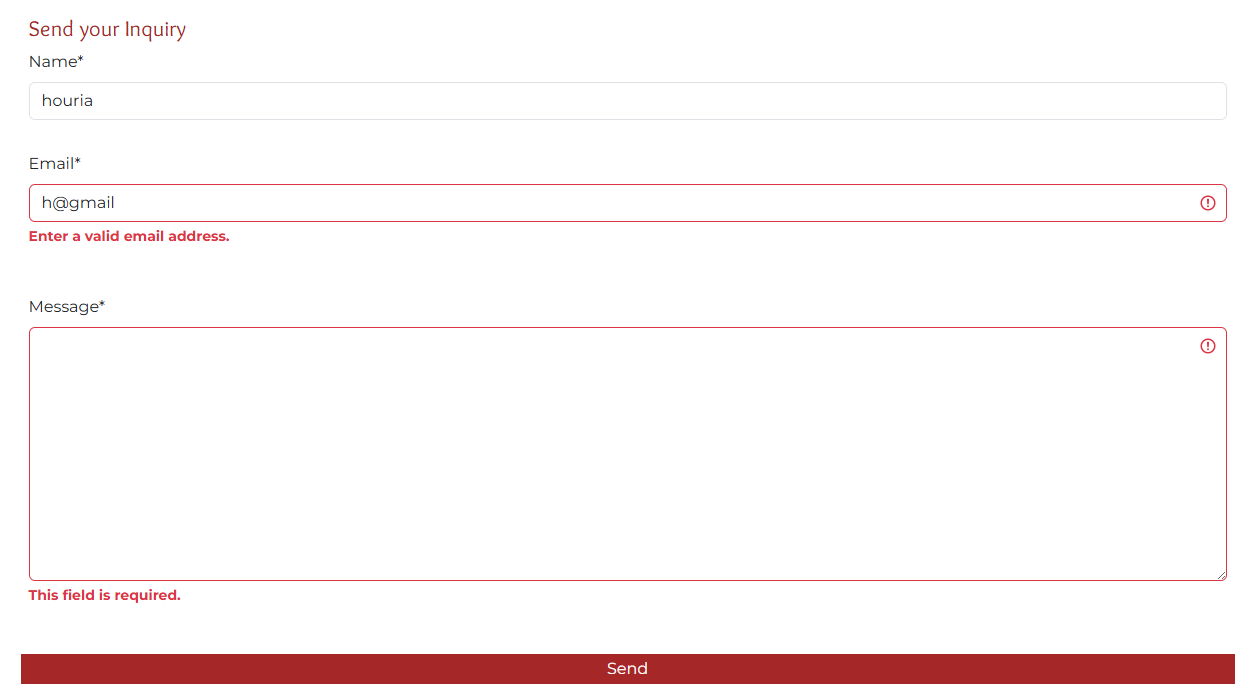 Send your Inquiry
Name*
houria
Email*
h@gmail
Enter a valid email address.
Message*
This field is required.
Send